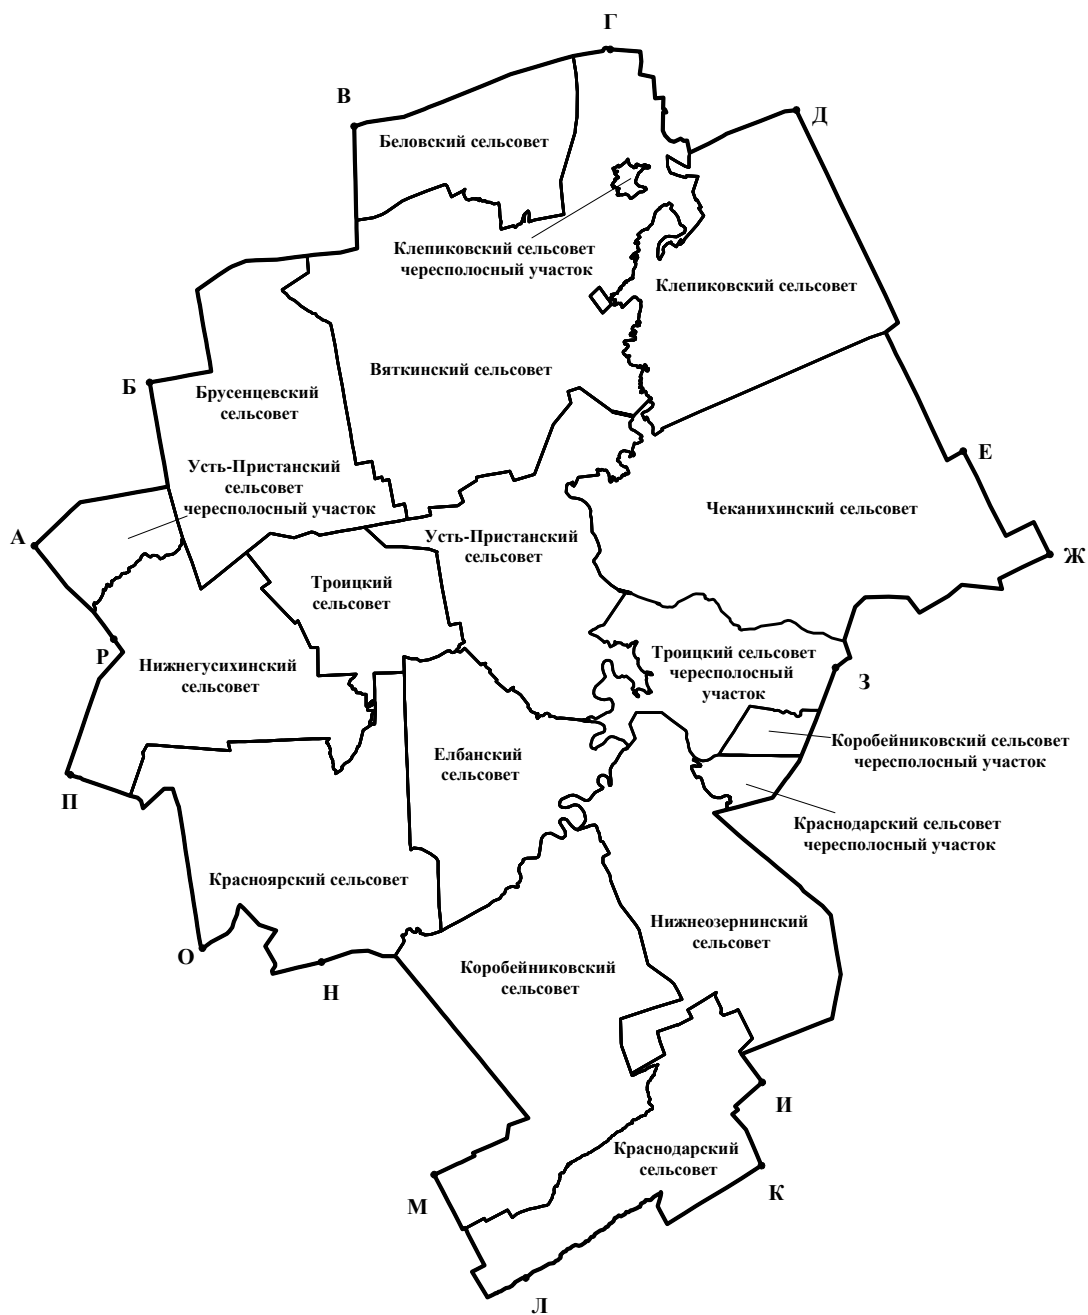 Г
В
Д
Беловский сельсовет
Клепиковский сельсовет
чересполосный участок
Клепиковский сельсовет
Вяткинский сельсовет
Б
Брусенцевский
сельсовет
Е
Усть-Пристанский
сельсовет
чересполосный участок
Чеканихинский сельсовет
А
Усть-Пристанский
сельсовет
Ж
Троицкий
сельсовет
Р
Нижнегусихинский
сельсовет
Троицкий сельсовет
чересполосный
участок
З
Коробейниковский сельсовет
чересполосный участок
Елбанский
сельсовет
П
Краснодарский сельсовет
чересполосный участок
Красноярский сельсовет
Нижнеозернинский
сельсовет
О
Н
Коробейниковский
сельсовет
И
Краснодарский
сельсовет
К
М
Л